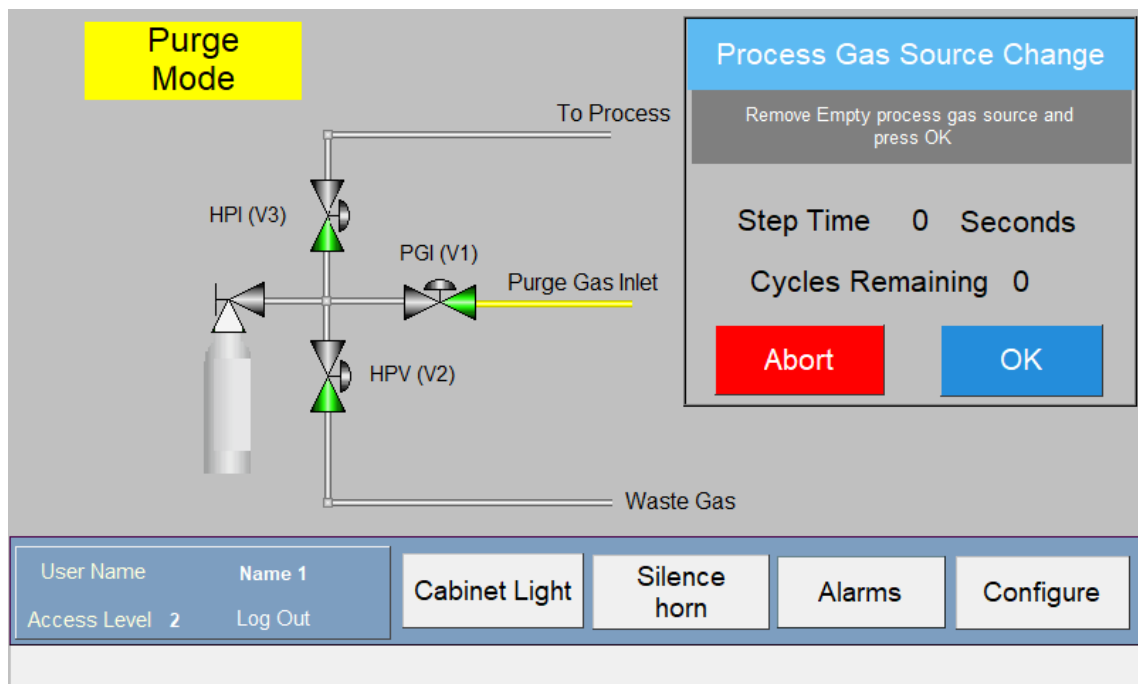 Purge
Mode
Process Gas Source Change
Remove Empty process gas source and
press OK
To Process
HPI (V3)
Step Time 0 Seconds
PGI (V1)
Purge Gas Inlet
Cycles Remaining 0
HPV (V2)
Abort
OK
Waste Gas
User Name Name 1
Access Level 2 Log Out
Cabinet Light
Silence
horn
Alarms
Configure